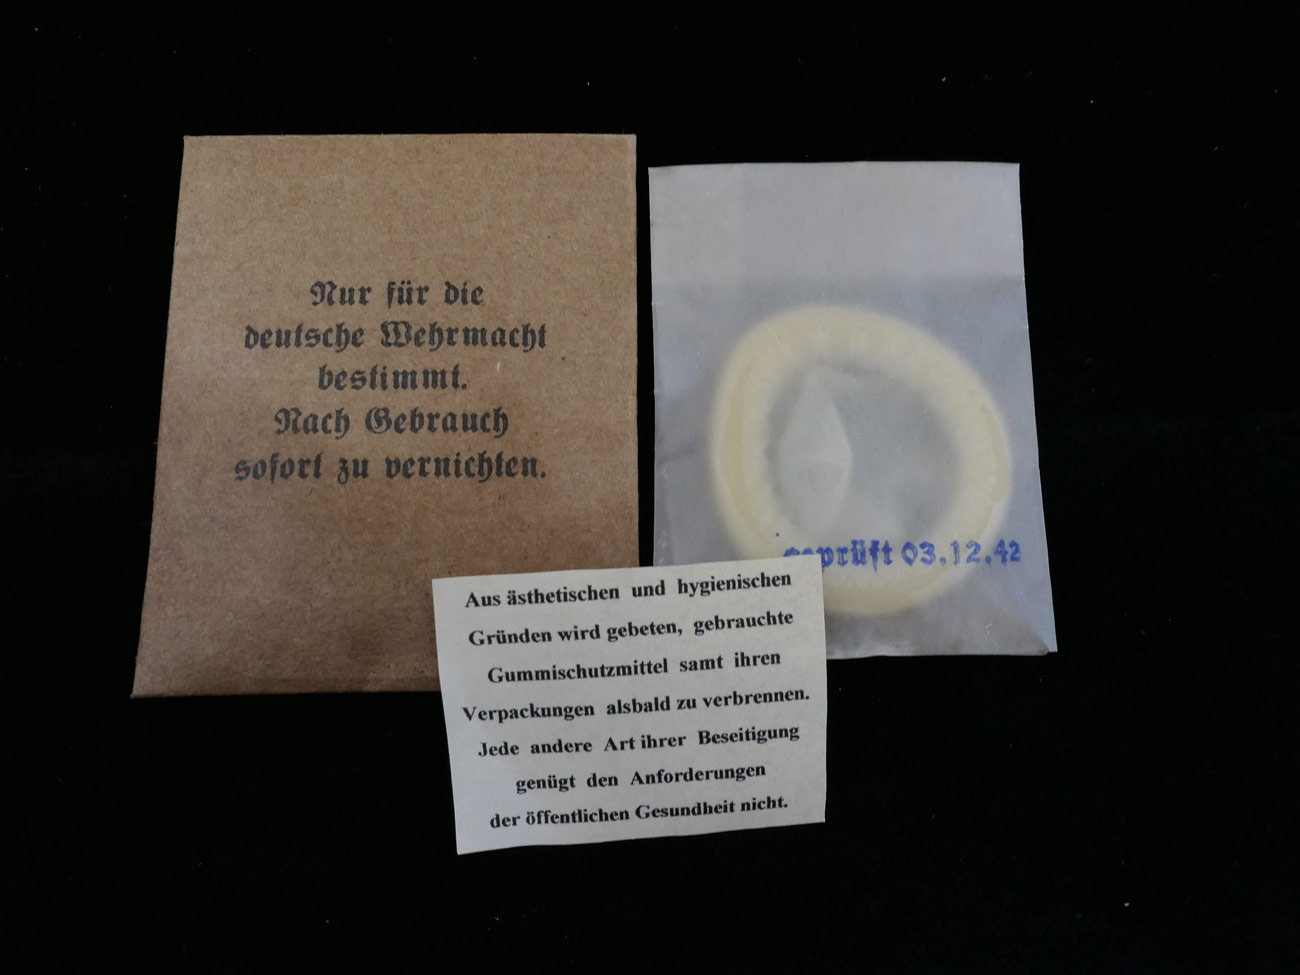 Nur für die
deutsche Wehrmacht
bestimmt.
Nach Gebrauch
sofort zu vernichten.
geprüft 03.12.42
Aus ästhetischen und hygienischen
Gründen wird gebeten, gebrauchte
Gummischutzmittel samt ihren
Verpackungen alsbald zu verbrennen.
Jede andere Art ihrer Beseitigung
genügt den Anforderungen
der öffentlichen Gesundheit nicht.